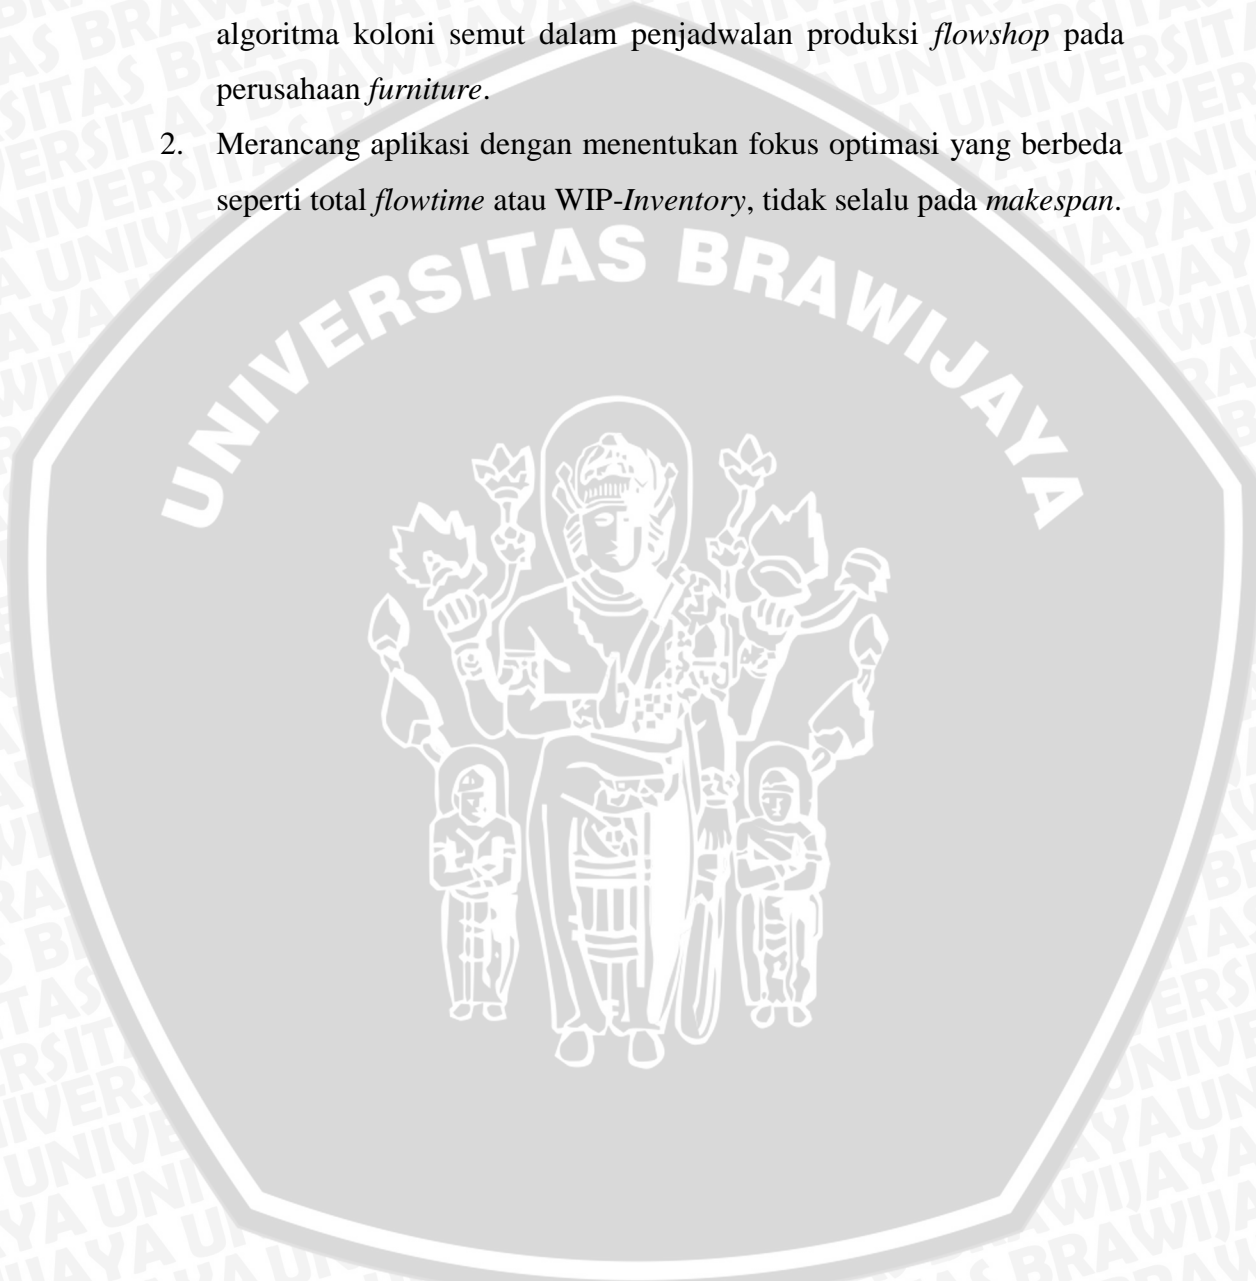 algoritma koloni semut dalam penjadwalan produksi flowshop pada
perusahaan furniture.
2. Merancang aplikasi dengan menentukan fokus optimasi yang berbeda
seperti total flowtime atau WIP-Inventory, tidak selalu pada makespan.
UNIVERSITAS BRAWIJAYA